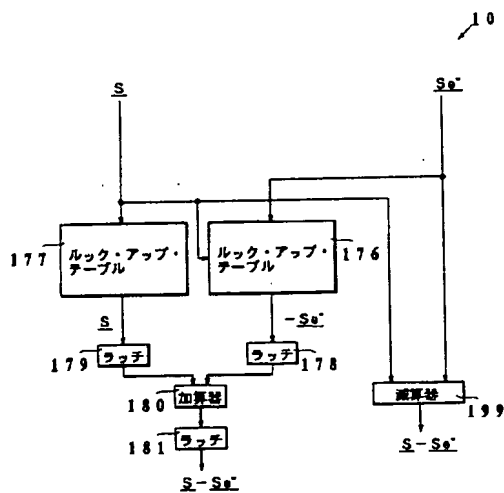 10
S
Se"
177
ルック・アップ・
テーブル
ルック・アップ・
テーブル
176
S
-Se"
179
ラッチ
ラッチ
178
180
加算器
減算器
199
181
ラッチ
S-Se"
S-Se"